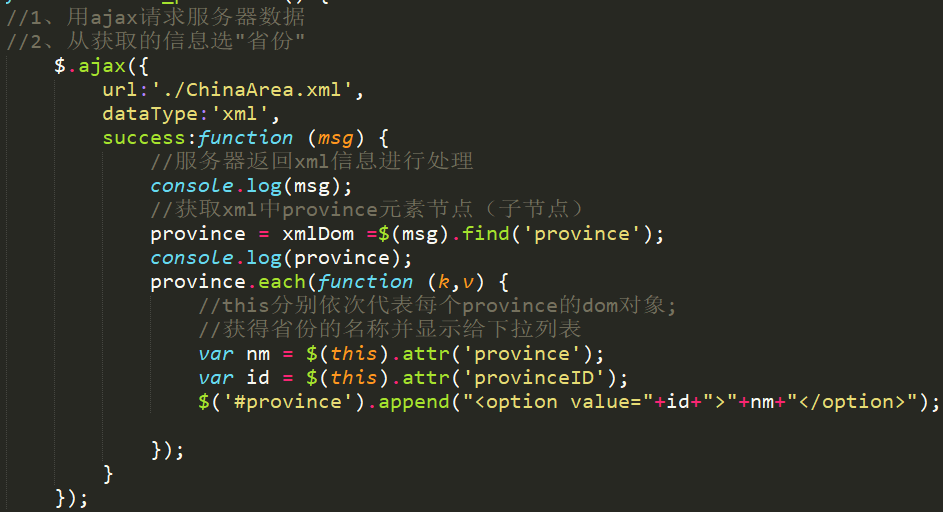 //1、用ajax请求服务器数据
//2、从获取的信息选"省份"
$.ajax({
url:'./ChinaArea.xml',
dataType:'xml',
success:function (msg) {
//服务器返回xml信息进行处理
console.log(msg);
//获取xml中province元素节点（子节点）
province = xmlDom =$(msg).find('province');
console.log(province);
province.each(function (k,v) {
//this分别依次代表每个province的dom对象;
//获得省份的名称并显示给下拉列表
var nm = $(this).attr('province');
var id = $(this).attr('provinceID');
$('#province').append("<option value="+id+">"+nm+"</option>");
});
}
});